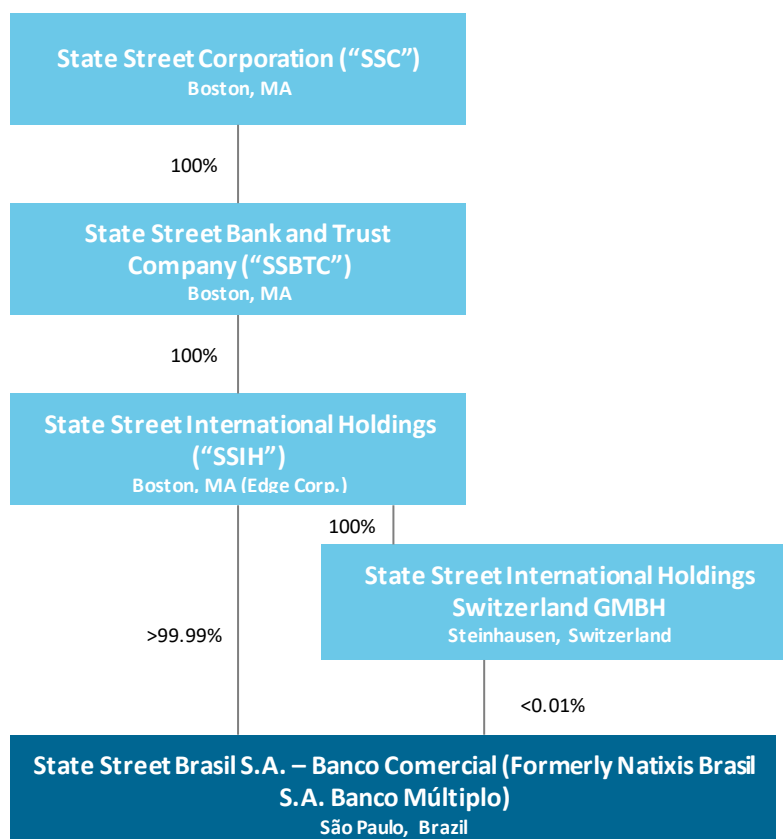 State Street Corporation (“SSC”)
Boston, MA
100%
State Street Bank and Trust
Company (“SSBTC”)
Boston, MA
100%
State Street International Holdings
(“SSIH”)
Boston, MA (Edge Corp.)
100%
State Street International Holdings
Switzerland GMBH
Steinhausen, Switzerland
>99.99%
<0.01%
State Street Brasil S.A. – Banco Comercial (Formerly Natixis Brasil
S.A. Banco Múltiplo)
São Paulo, Brazil